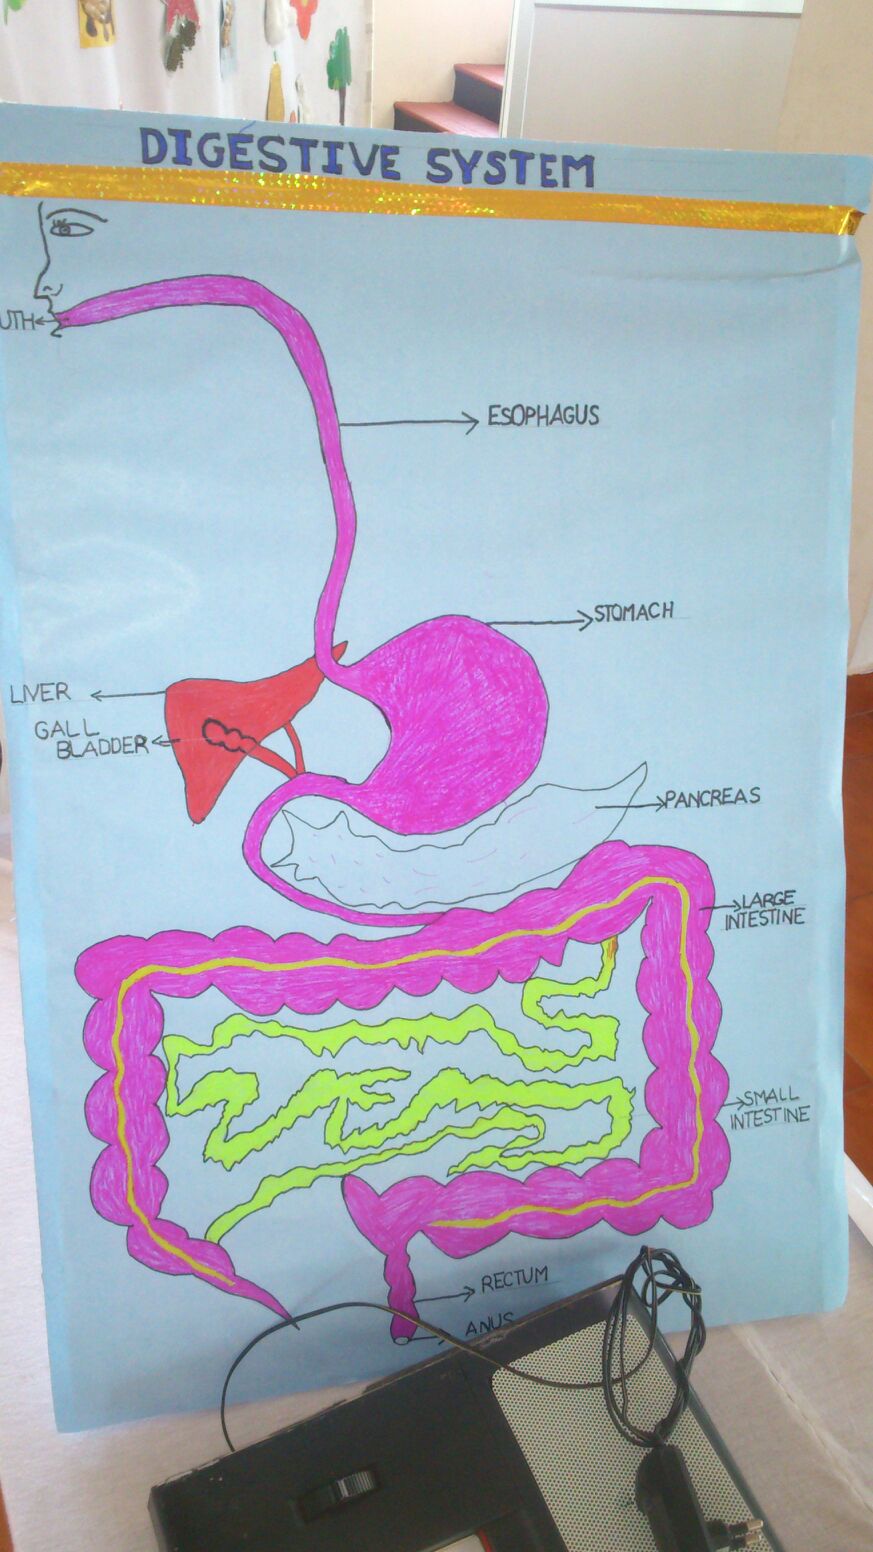 DIGESTIVE SYSTEM
UTH
ESOPHAGUS
STOMACH
LIVER
GALL
BLADDER
PANCREAS
LARGE
INTESTINE
SMALL
INTESTINE
RECTUM
ANUS